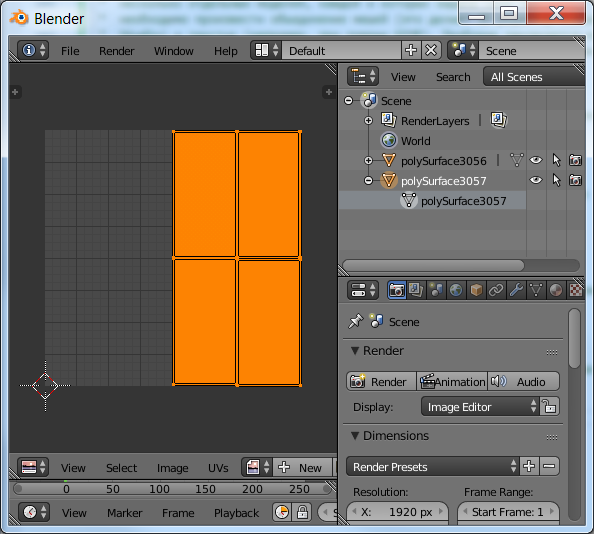 Blender
File Render Window Help Default Scene
View Search All Scenes
Scene
RenderLayers
World
polySurface3056
polySurface3057
polySurface3057
Scene
Render
Render Animation Audio
Display: Image Editor
Dimensions
Render Presets
Resolution: Frame Range:
X: 1920 px Start Frame: 1
View Select Image UVs New
0 50 100 150 200 250
View Marker Frame Playback